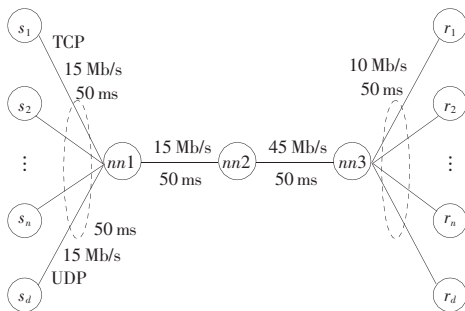 s1 r1
TCP
15 Mb/s 10 Mb/s
50 ms 50 ms
s2 r2
15 Mb/s 45 Mb/s
⋮ nn1 nn2 nn3 ⋮
50 ms 50 ms
sn rn
50 ms
15 Mb/s
UDP
sd rd